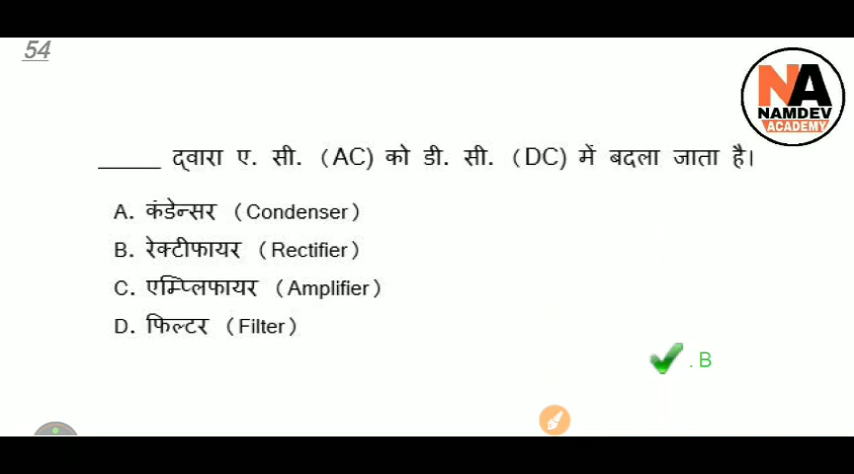 54
NA
NAMDEV
ACADEMY
_____ द्वारा ए. सी. (AC) को डी. सी. (DC) में बदला जाता है।
A. कंडेन्सर (Condenser)
B. रेक्टीफायर (Rectifier)
C. एम्प्लिफायर (Amplifier)
D. फिल्टर (Filter)
. B